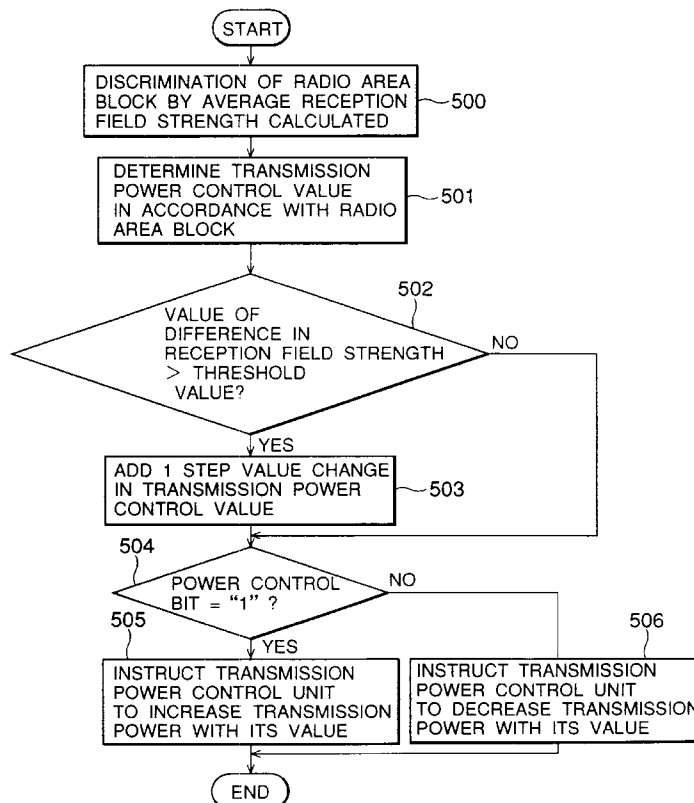 START
DISCRIMINATION OF RADIO AREA
BLOCK BY AVERAGE RECEPTION
FIELD STRENGTH CALCULATED
500
DETERMINE TRANSMISSION
POWER CONTROL VALUE
IN ACCORDANCE WITH RADIO
AREA BLOCK
501
502
VALUE OF
DIFFERENCE IN
RECEPTION FIELD STRENGTH
> THRESHOLD
VALUE?
NO
YES
ADD 1 STEP VALUE CHANGE
IN TRANSMISSION POWER
CONTROL VALUE
503
504
POWER CONTROL
BIT = “1” ?
NO
YES
505
INSTRUCT TRANSMISSION
POWER CONTROL UNIT
TO INCREASE TRANSMISSION
POWER WITH ITS VALUE
506
INSTRUCT TRANSMISSION
POWER CONTROL UNIT
TO DECREASE TRANSMISSION
POWER WITH ITS VALUE
END